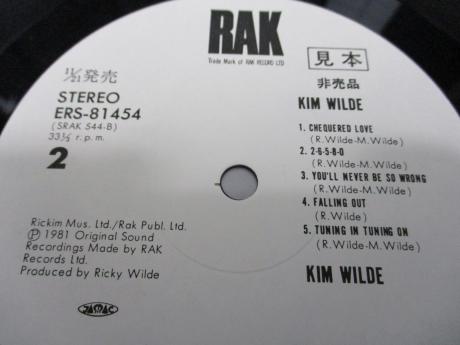 RAK
Trade Mark of RAK RECORD LTD
見本
非売品
11/21発売
STEREO
ERS-81454
(SRAK 544-B)
33⅓ r.p.m.
2
KIM WILDE
1. CHEQUERED LOVE
(R.Wilde-M.Wilde)
2. 2-6-5-8-0
(R.Wilde-M.Wilde)
3. YOU'LL NEVER BE SO WRONG
(R.Wilde-M.Wilde)
4. FALLING OUT
(R.Wilde)
5. TUNING IN TUNING ON
(R.Wilde-M.Wilde)
Rickim Mus. Ltd./Rak Publ. Ltd.
Ⓟ 1981 Original Sound
Recordings Made by RAK
Records Ltd.
Produced by Ricky Wilde
KIM WILDE
JASRAC